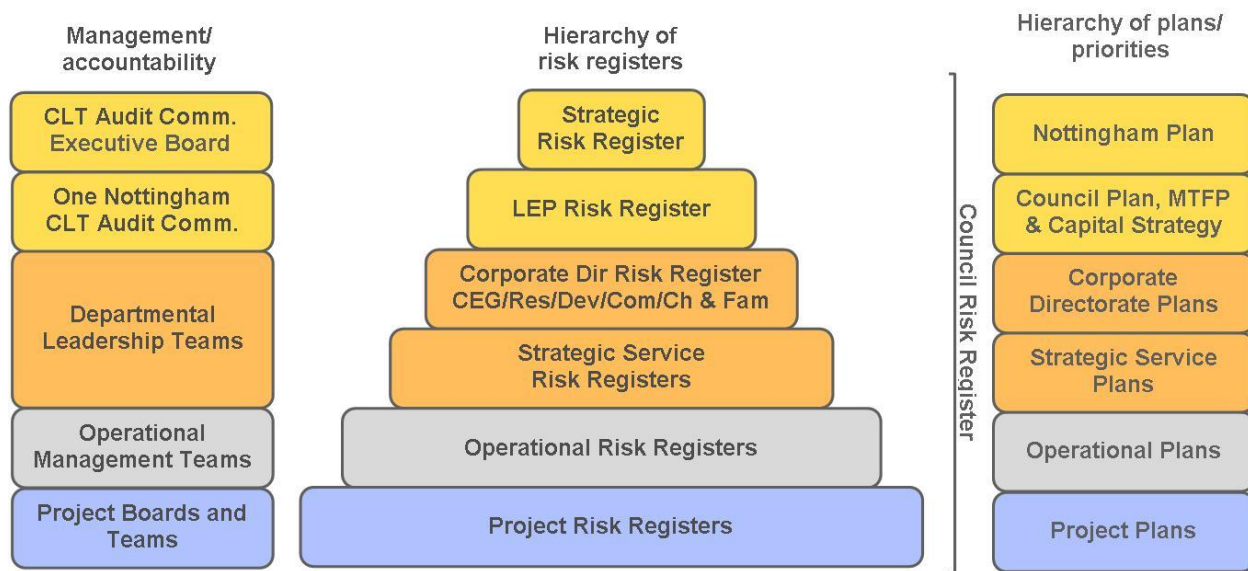 Management/
accountability
CLT Audit Comm.
Executive Board
One Nottingham
CLT Audit Comm.
Departmental
Leadership Teams
Operational
Management Teams
Project Boards and
Teams
Hierarchy of
risk registers
Strategic
Risk Register
LEP Risk Register
Corporate Dir Risk Register
CEG/Res/Dev/Com/Ch & Fam
Strategic Service
Risk Registers
Operational Risk Registers
Project Risk Registers
Council Risk Register
Hierarchy of plans/
priorities
Nottingham Plan
Council Plan, MTFP
& Capital Strategy
Corporate
Directorate Plans
Strategic Service
Plans
Operational Plans
Project Plans